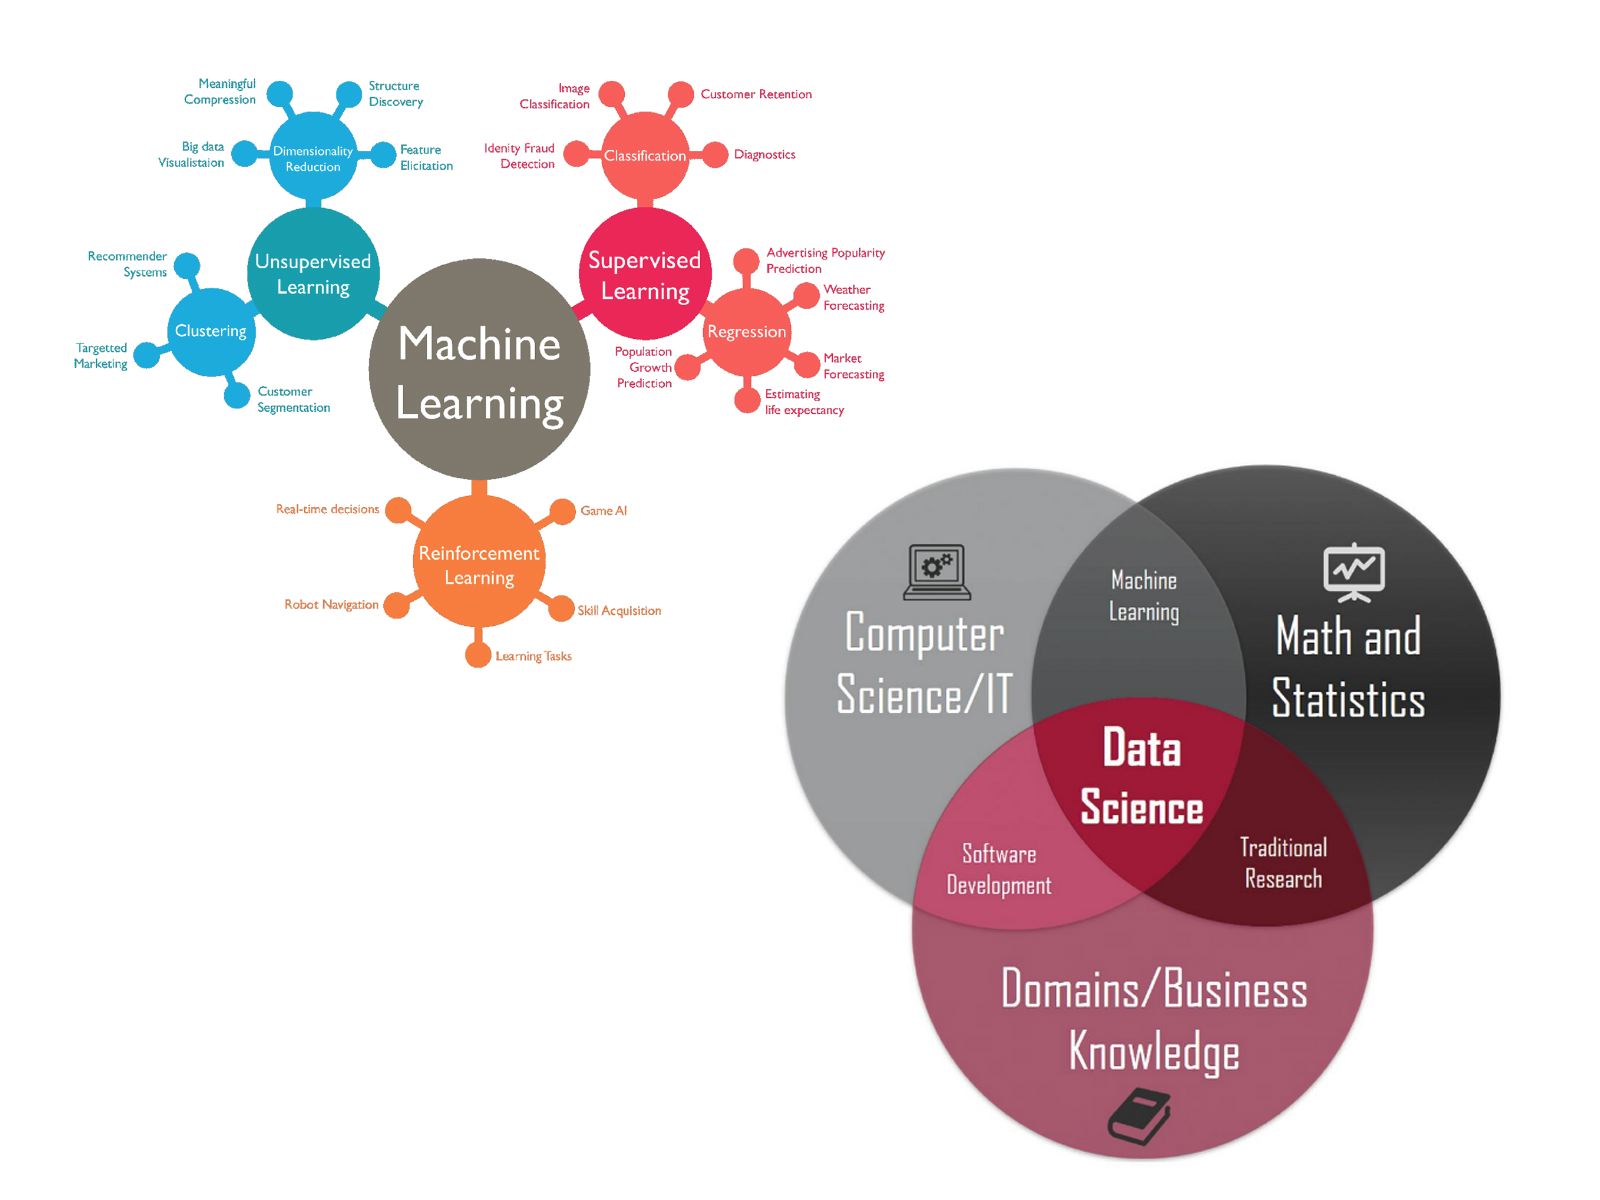 Meaningful
Compression
Structure
Discovery
Big data
Visualistaion
Dimensionality
Reduction
Feature
Elicitation
Unsupervised
Learning
Recommender
Systems
Clustering
Targetted
Marketing
Customer
Segmentation
Image
Classification
Customer Retention
Idenity Fraud
Detection
Classification
Diagnostics
Supervised
Learning
Advertising Popularity
Prediction
Weather
Forecasting
Regression
Population
Growth
Prediction
Market
Forecasting
Estimating
life expectancy
Machine
Learning
Real-time decisions
Game AI
Reinforcement
Learning
Robot Navigation
Skill Acquisition
Learning Tasks
Computer
Science/IT
Machine
Learning
Math and
Statistics
Data
Science
Software
Development
Traditional
Research
Domains/Business
Knowledge